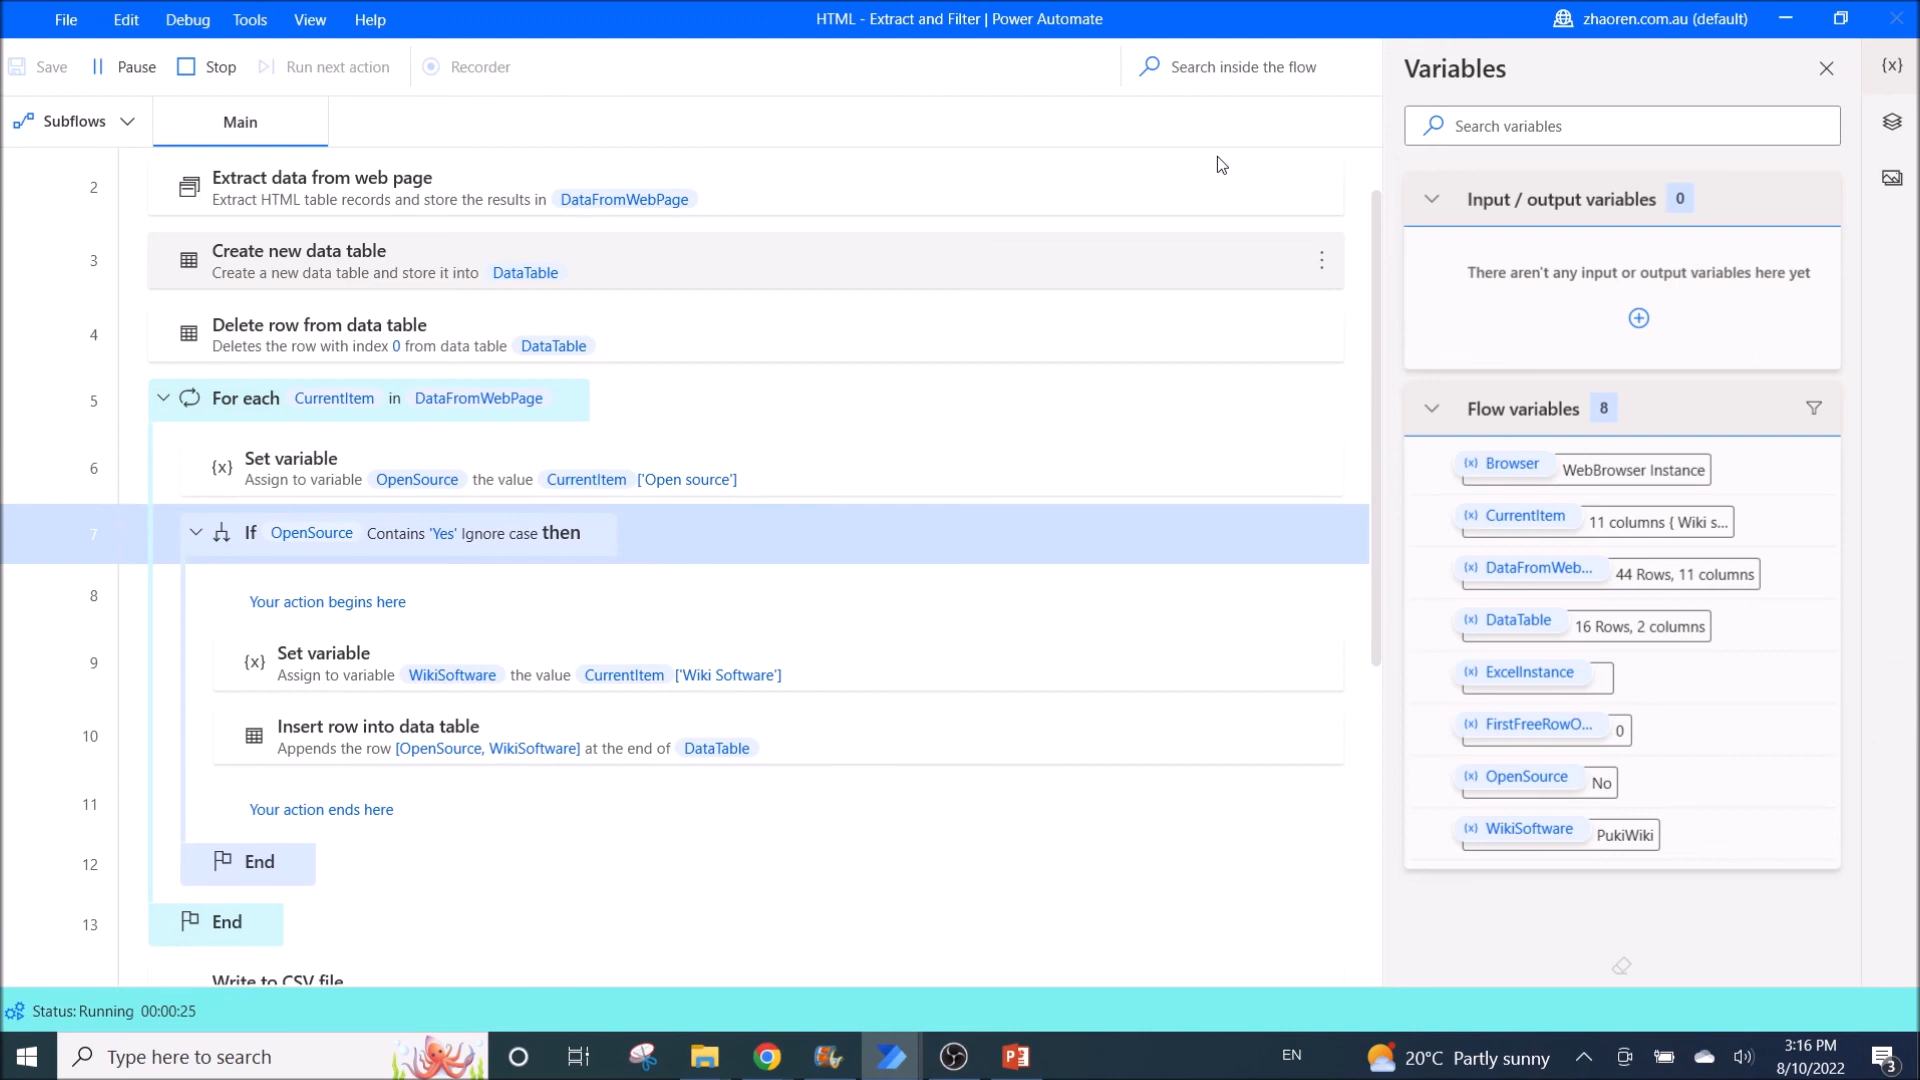 File Edit Debug Tools View Help
HTML - Extract and Filter | Power Automate
zhaoren.com.au (default)
Save Pause Stop Run next action Recorder
Search inside the flow
Subflows Main
2 Extract data from web page
Extract HTML table records and store the results in DataFromWebPage
3 Create new data table
Create a new data table and store it into DataTable
4 Delete row from data table
Deletes the row with index 0 from data table DataTable
5 For each CurrentItem in DataFromWebPage
6 {x} Set variable
Assign to variable OpenSource the value CurrentItem ['Open source']
7 If OpenSource Contains 'Yes' Ignore case then
8 Your action begins here
9 {x} Set variable
Assign to variable WikiSoftware the value CurrentItem ['Wiki Software']
10 Insert row into data table
Appends the row [OpenSource, WikiSoftware] at the end of DataTable
11 Your action ends here
12 End
13 End
Write to CSV file
Variables
{x}
Search variables
Input / output variables 0
There aren't any input or output variables here yet
Flow variables 8
(x) Browser WebBrowser Instance
(x) CurrentItem 11 columns { Wiki s...
(x) DataFromWeb... 44 Rows, 11 columns
(x) DataTable 16 Rows, 2 columns
(x) ExcelInstance
(x) FirstFreeRowO... 0
(x) OpenSource No
(x) WikiSoftware PukiWiki
Status: Running 00:00:25
Type here to search
EN
20°C Partly sunny
3:16 PM
8/10/2022
3